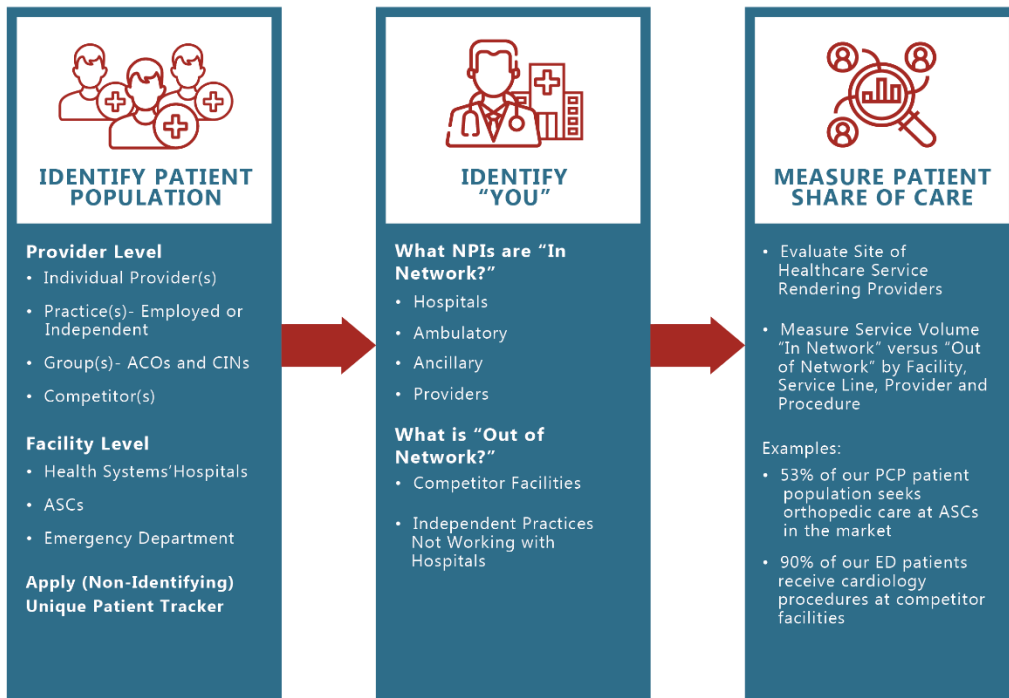 IDENTIFY PATIENT
POPULATION
Provider Level
• Individual Provider(s)
• Practice(s)- Employed or
Independent
• Group(s)- ACOs and CINs
• Competitor(s)
Facility Level
• Health Systems'Hospitals
• ASCs
• Emergency Department
Apply (Non-Identifying)
Unique Patient Tracker
IDENTIFY
“YOU”
What NPIs are “In
Network?”
• Hospitals
• Ambulatory
• Ancillary
• Providers
What is “Out of
Network?”
• Competitor Facilities
• Independent Practices
Not Working with
Hospitals
MEASURE PATIENT
SHARE OF CARE
• Evaluate Site of
Healthcare Service
Rendering Providers
• Measure Service Volume
“In Network” versus “Out
of Network” by Facility,
Service Line, Provider and
Procedure
Examples:
• 53% of our PCP patient
population seeks
orthopedic care at ASCs
in the market
• 90% of our ED patients
receive cardiology
procedures at competitor
facilities